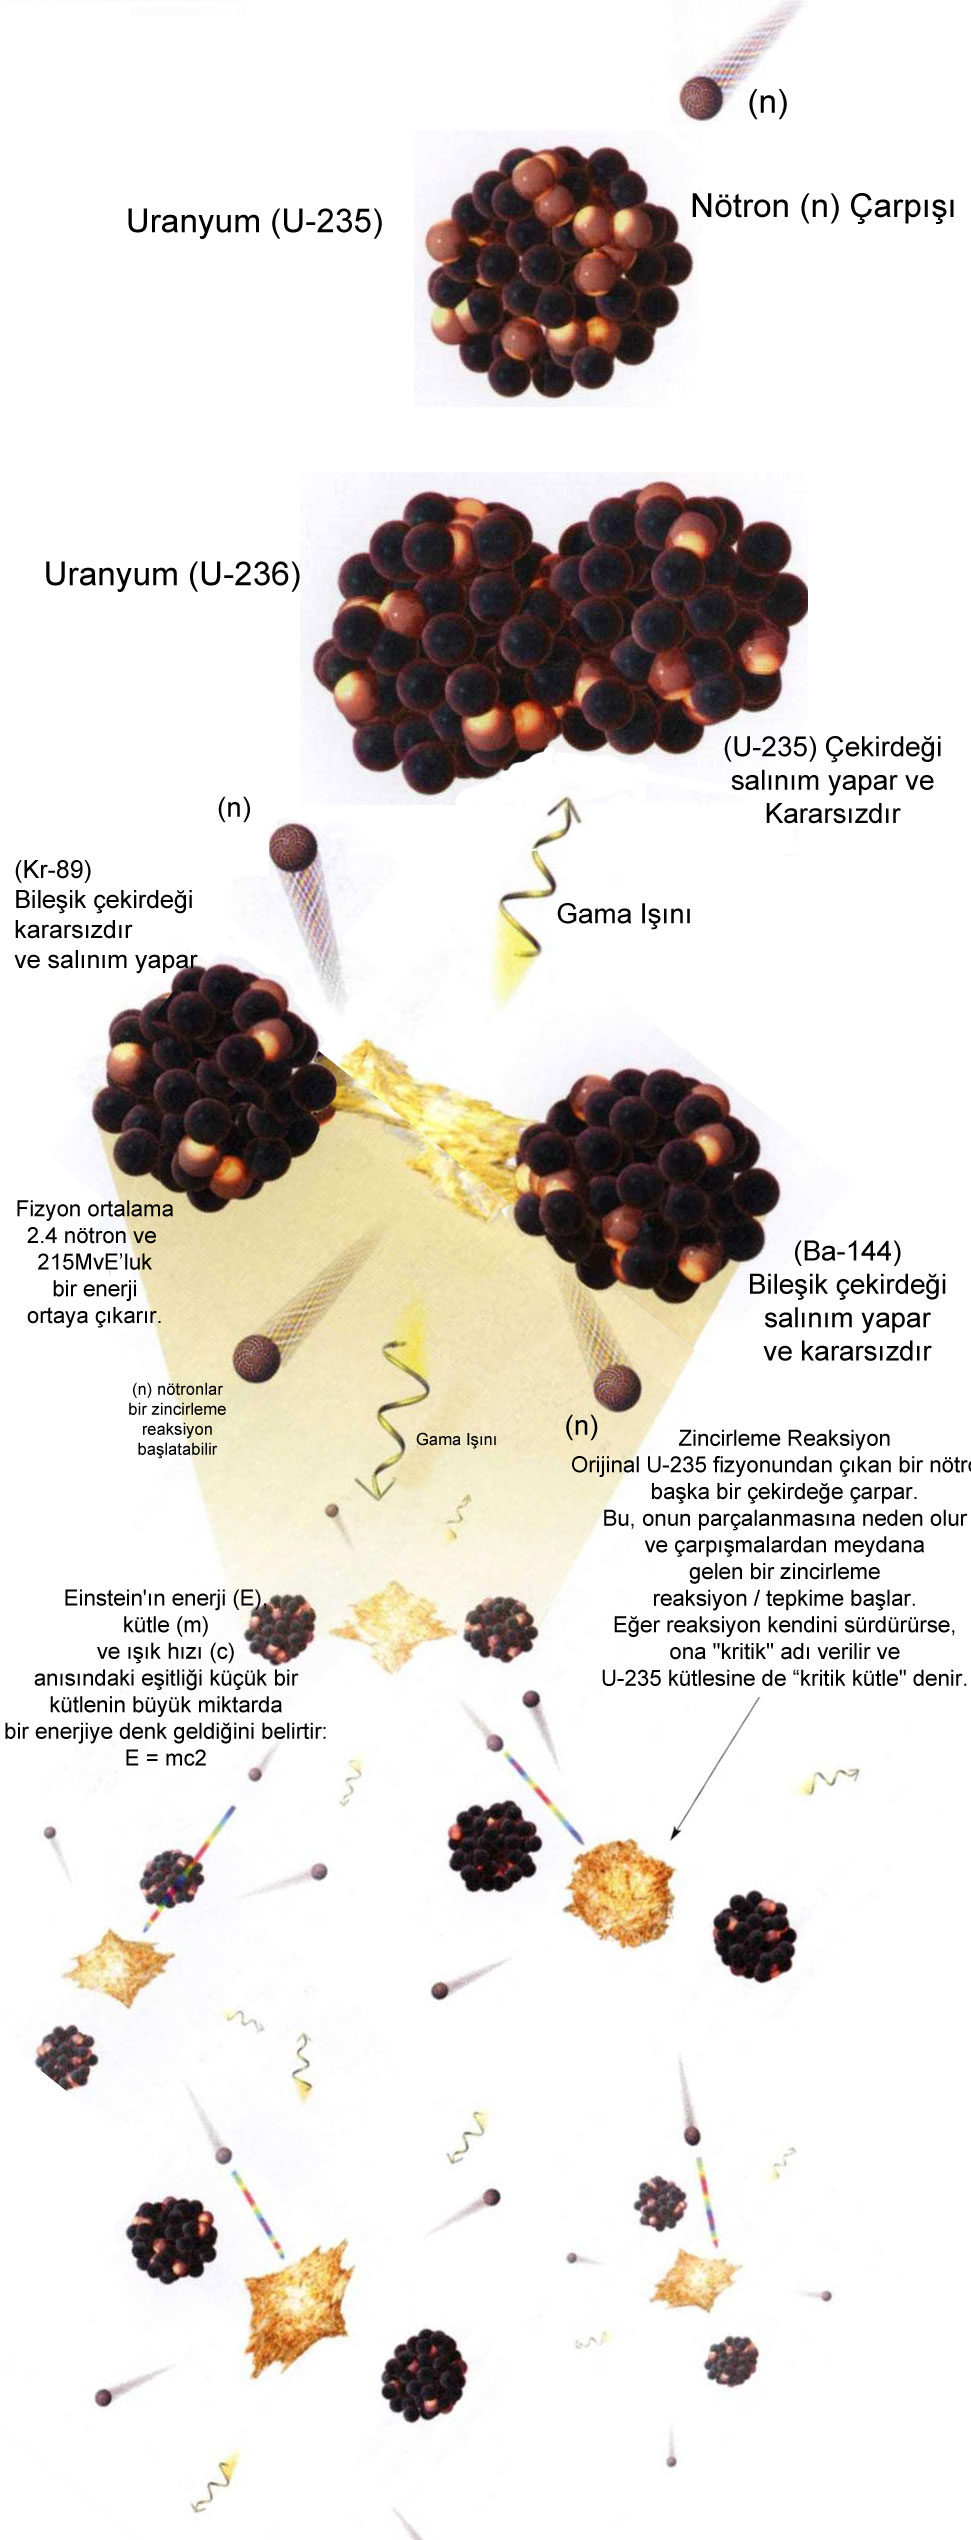 (n)
Nötron (n) Çarpışı
Uranyum (U-235)
Uranyum (U-236)
(U-235) Çekirdeği
salınım yapar ve
Kararsızdır
(n)
(Kr-89)
Bileşik çekirdeği
kararsızdır
ve salınım yapar
Gama Işını
Fizyon ortalama
2.4 nötron ve
215MvE'luk
bir enerji
ortaya çıkarır.
(Ba-144)
Bileşik çekirdeği
salınım yapar
ve kararsızdır
(n) nötronlar
bir zincirleme
reaksiyon
başlatabilir
Gama Işını
(n)
Zincirleme Reaksiyon
Orijinal U-235 fizyonundan çıkan bir nötro
başka bir çekirdeğe çarpar.
Bu, onun parçalanmasına neden olur
ve çarpışmalardan meydana
gelen bir zincirleme
reaksiyon / tepkime başlar.
Eğer reaksiyon kendini sürdürürse,
ona "kritik" adı verilir ve
U-235 kütlesine de “kritik kütle" denir.
Einstein'ın enerji (E),
kütle (m)
ve ışık hızı (c)
anısındaki eşitliği küçük bir
kütlenin büyük miktarda
bir enerjiye denk geldiğini belirtir:
E = mc2